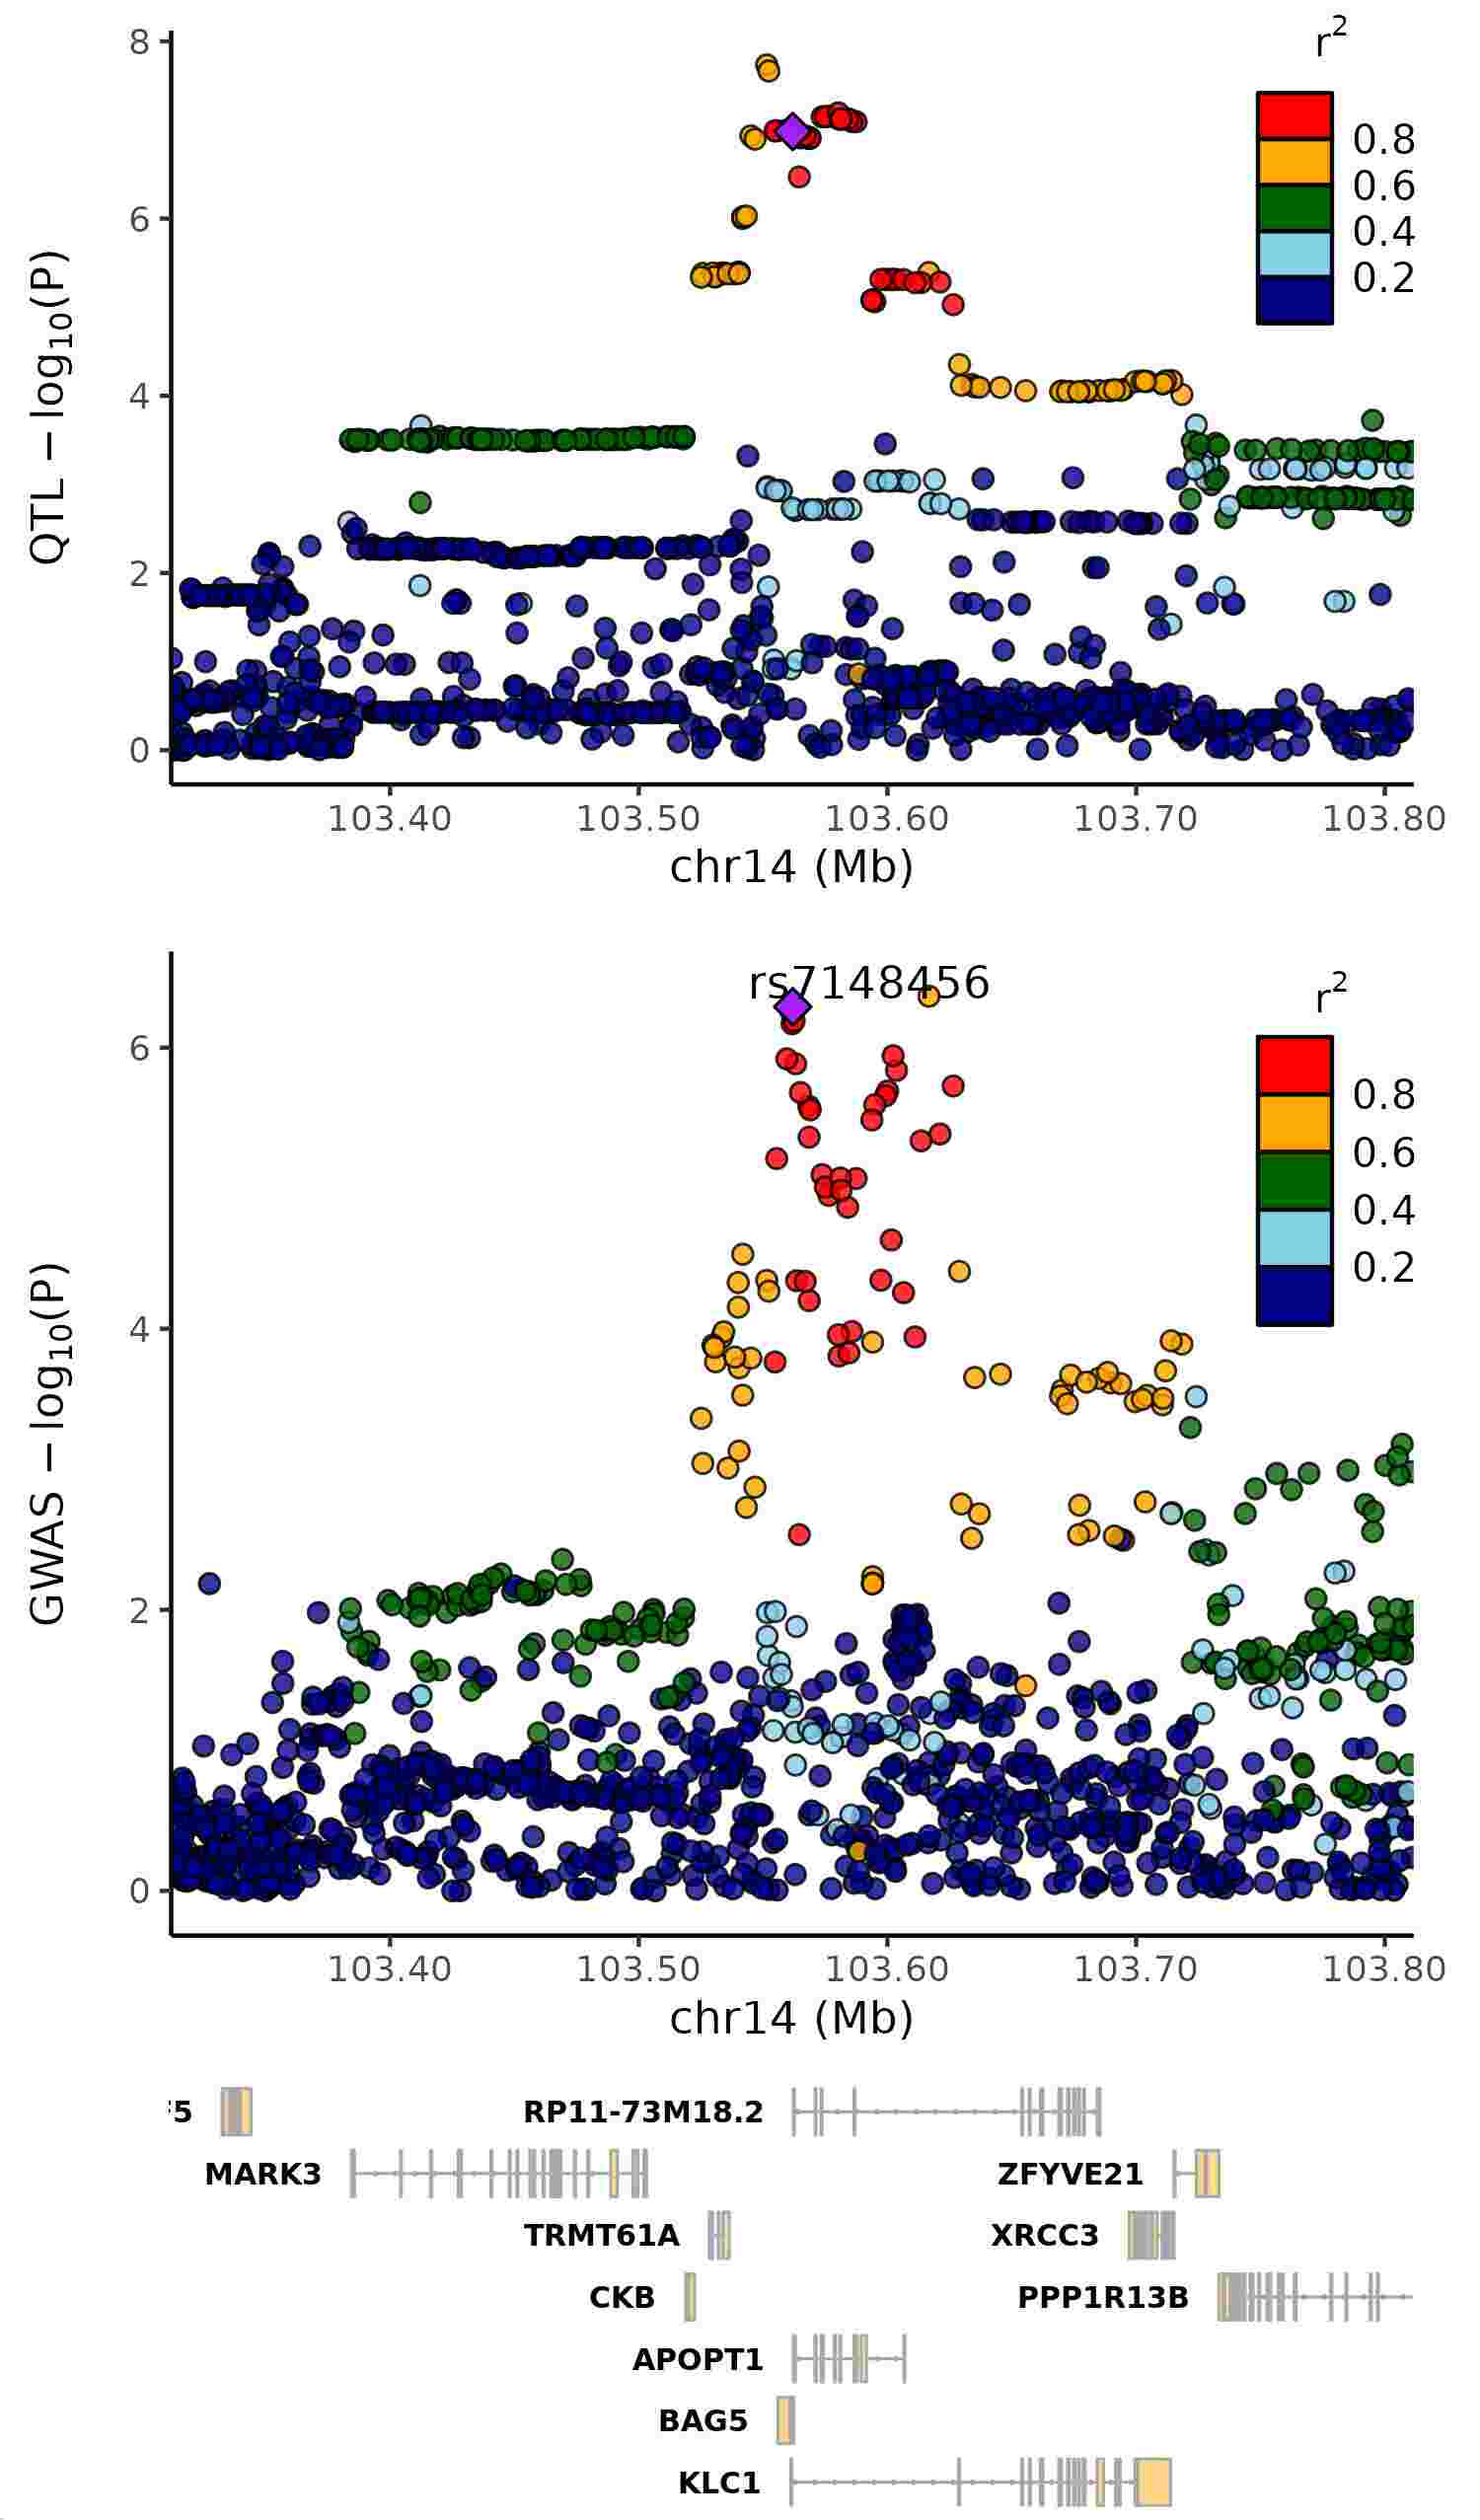 r²
8
6
4
2
0
0.8
0.6
0.4
0.2
QTL − log₁₀(P)
103.40 103.50 103.60 103.70 103.80
chr14 (Mb)
rs7148456
r²
6
4
2
0
0.8
0.6
0.4
0.2
GWAS − log₁₀(P)
103.40 103.50 103.60 103.70 103.80
chr14 (Mb)
5 RP11-73M18.2
MARK3 ZFYVE21
TRMT61A XRCC3
CKB PPP1R13B
APOPT1
BAG5
KLC1